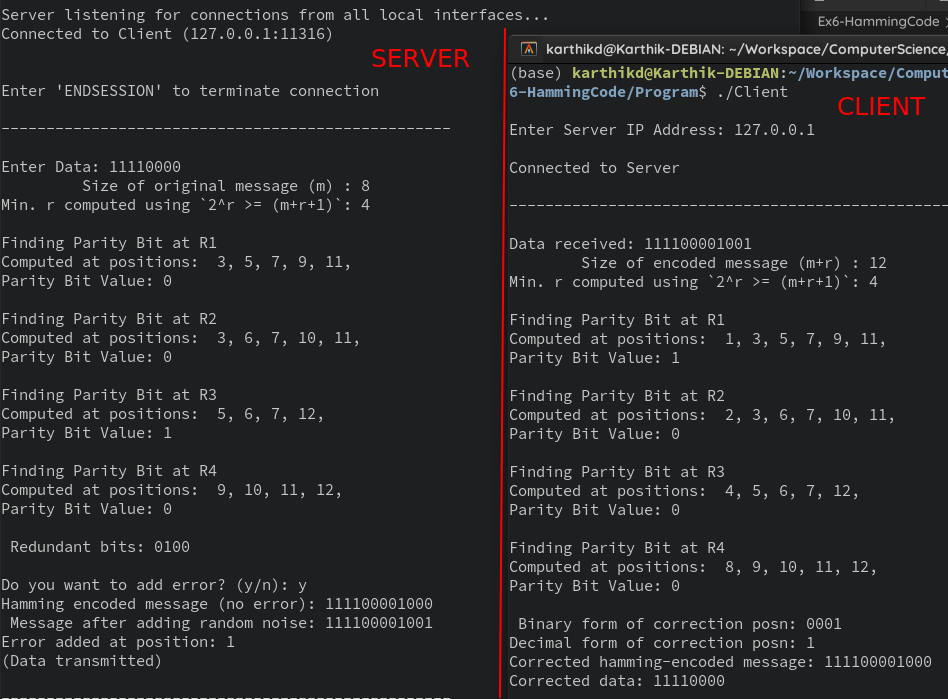 Server listening for connections from all local interfaces...
Connected to Client (127.0.0.1:11316)
SERVER
Enter 'ENDSESSION' to terminate connection
--------------------------------------------------
Enter Data: 11110000
Size of original message (m) : 8
Min. r computed using `2^r >= (m+r+1)`: 4
Finding Parity Bit at R1
Computed at positions:  3, 5, 7, 9, 11,
Parity Bit Value: 0
Finding Parity Bit at R2
Computed at positions:  3, 6, 7, 10, 11,
Parity Bit Value: 0
Finding Parity Bit at R3
Computed at positions:  5, 6, 7, 12,
Parity Bit Value: 1
Finding Parity Bit at R4
Computed at positions:  9, 10, 11, 12,
Parity Bit Value: 0
Redundant bits: 0100
Do you want to add error? (y/n): y
Hamming encoded message (no error): 111100001000
Message after adding random noise: 111100001001
Error added at position: 1
(Data transmitted)
--------------------------------------------------
Ex6-HammingCode
karthikd@Karthik-DEBIAN: ~/Workspace/ComputerScience/
(base) karthikd@Karthik-DEBIAN:~/Workspace/Comput
6-HammingCode/Program$ ./Client
CLIENT
Enter Server IP Address: 127.0.0.1
Connected to Server
-------------------------------------------------
Data received: 111100001001
Size of encoded message (m+r) : 12
Min. r computed using `2^r >= (m+r+1)`: 4
Finding Parity Bit at R1
Computed at positions:  1, 3, 5, 7, 9, 11,
Parity Bit Value: 1
Finding Parity Bit at R2
Computed at positions:  2, 3, 6, 7, 10, 11,
Parity Bit Value: 0
Finding Parity Bit at R3
Computed at positions:  4, 5, 6, 7, 12,
Parity Bit Value: 0
Finding Parity Bit at R4
Computed at positions:  8, 9, 10, 11, 12,
Parity Bit Value: 0
Binary form of correction posn: 0001
Decimal form of correction posn: 1
Corrected hamming-encoded message: 111100001000
Corrected data: 11110000